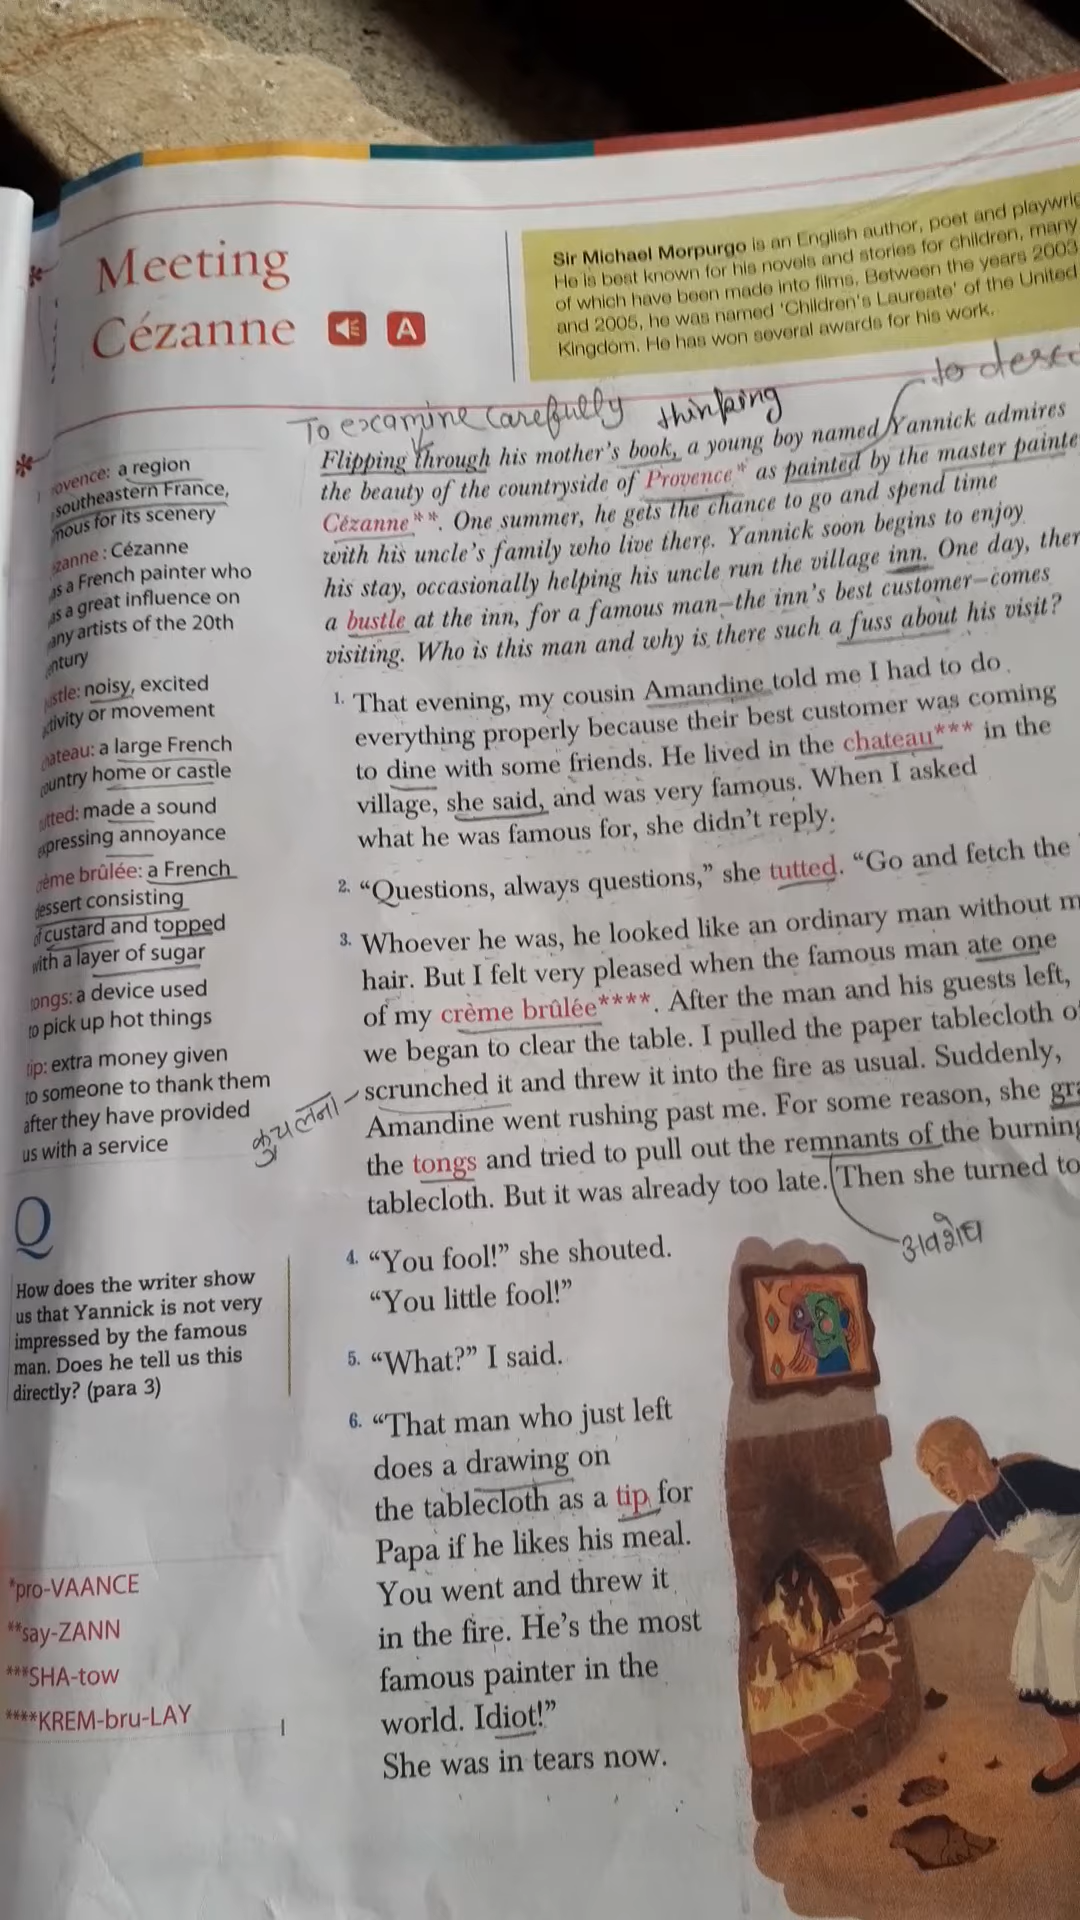 Meeting
Cézanne
A
Sir Michael Morpurgo is an English author, poet and
He is best known for his novels and stories for children, many
of which have been made into films. Between the years 2003
and 2005, he was named 'Children's Laureate' of the United
Kingdom. He has won several awards for his work.
To examine carefully thinking to
Flipping through his mother's book, a young boy named Yannick admires
the beauty of the countryside of Provence* as painted by the master
Cézanne**. One summer, he gets the chance to go and spend time
with his uncle's family who live there. Yannick soon begins to enjoy
his stay, occasionally helping his uncle run the village inn. One day,
a bustle at the inn, for a famous man–the inn's best customer–comes
visiting. Who is this man and why is there such a fuss about his visit?
a region
southeastern France,
for its scenery
: Cézanne
a French painter who
a great influence on
artists of the 20th
noisy, excited
or movement
a large French
home or castle
made a sound
annoyance
brûlée: a French
dessert consisting
of custard and topped
with a layer of sugar
tongs: a device used
to pick up hot things
tip: extra money given
to someone to thank them
after they have provided
us with a service
1. That evening, my cousin Amandine told me I had to do
everything properly because their best customer was coming
to dine with some friends. He lived in the chateau*** in the
village, she said, and was very famous. When I asked
what he was famous for, she didn't reply.
2. "Questions, always questions," she tutted. "Go and fetch the
3. Whoever he was, he looked like an ordinary man without
hair. But I felt very pleased when the famous man ate one
of my crème brûlée****. After the man and his guests left,
we began to clear the table. I pulled the paper tablecloth
कुचलना
scrunched it and threw it into the fire as usual. Suddenly,
Amandine went rushing past me. For some reason, she
the tongs and tried to pull out the remnants of the burning
tablecloth. But it was already too late. Then she turned to
अवशेष
4. "You fool!" she shouted.
"You little fool!"
5. "What?" I said.
6. "That man who just left
does a drawing on
the tablecloth as a tip for
Papa if he likes his meal.
You went and threw it
in the fire. He's the most
famous painter in the
world. Idiot!"
She was in tears now.
Q
How does the writer show
us that Yannick is not very
impressed by the famous
man. Does he tell us this
directly? (para 3)
*pro-VAANCE
**say-ZANN
***SHA-tow
****KREM-bru-LAY